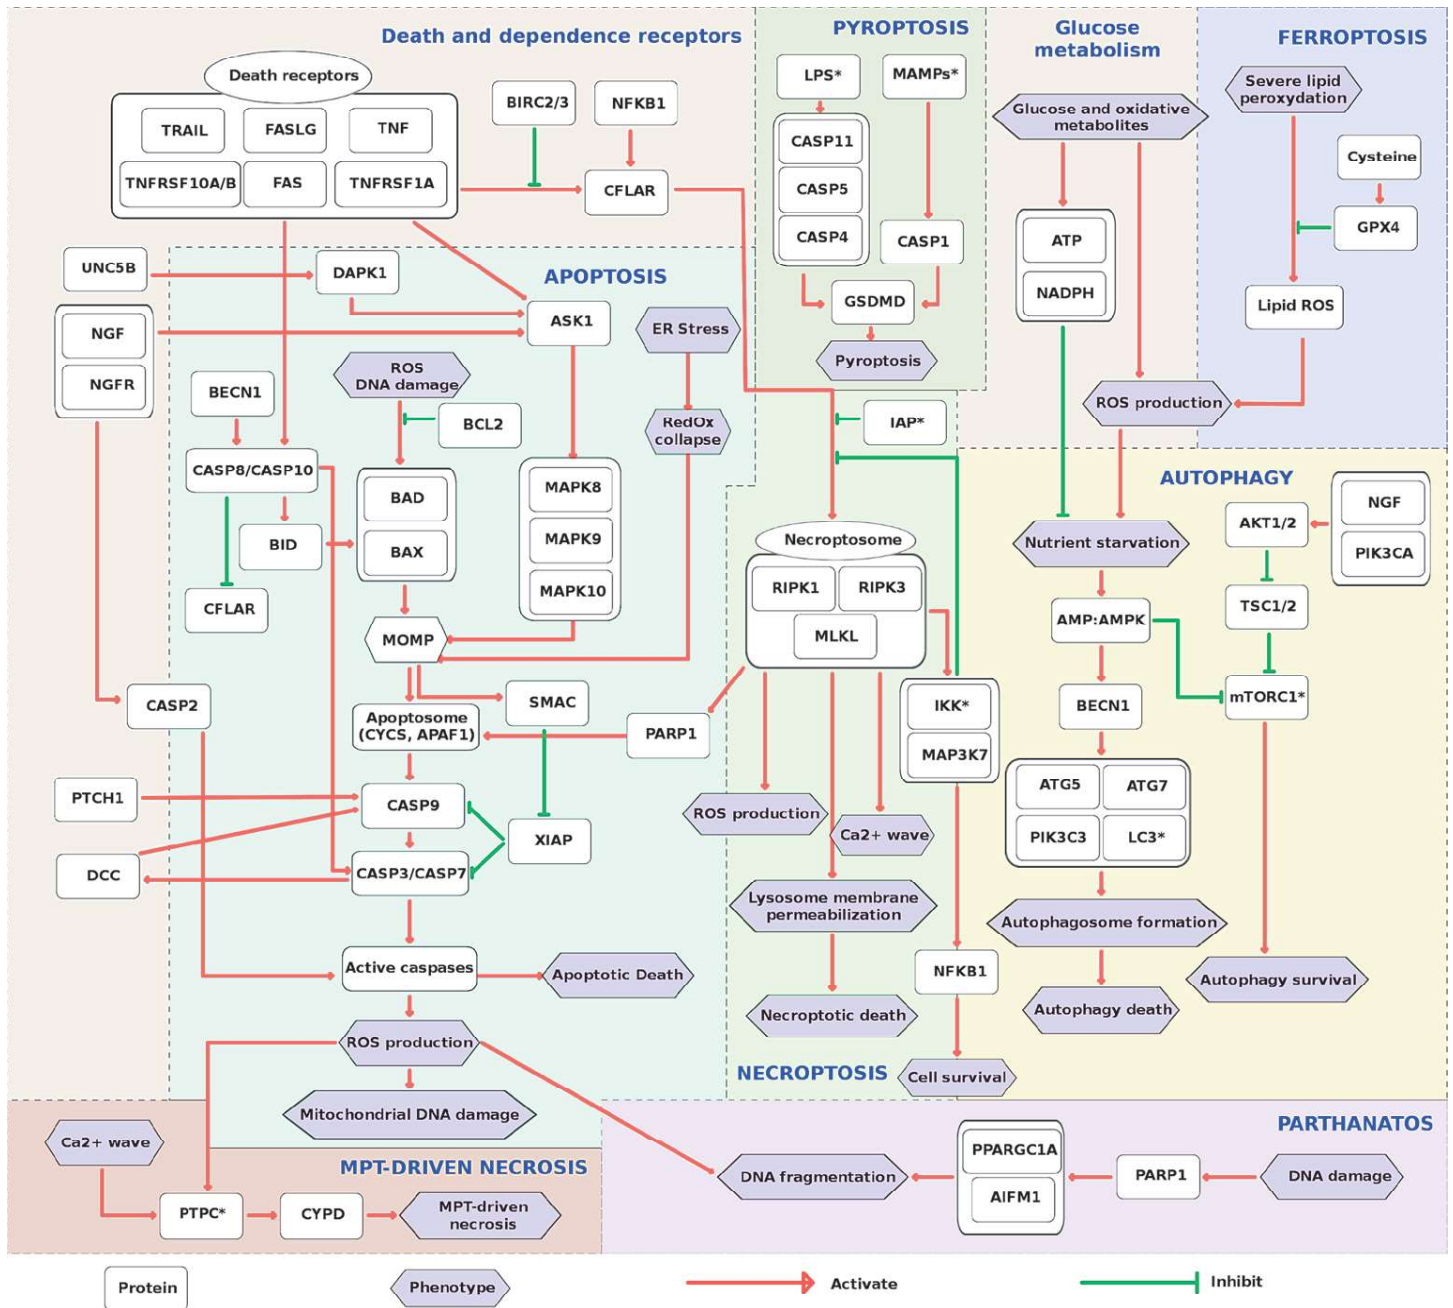 Death and dependence receptors
PYROPTOSIS
Glucose
metabolism
FERROPTOSIS
Death receptors
TRAIL
FASLG
TNF
TNFRSF10A/B
FAS
TNFRSF1A
BIRC2/3
NFKB1
CFLAR
LPS*
MAMPs*
CASP11
CASP5
CASP4
CASP1
GSDMD
Pyroptosis
Glucose and oxidative
metabolites
ATP
NADPH
ROS production
Severe lipid
peroxydation
Cysteine
GPX4
Lipid ROS
UNC5B
NGF
NGFR
APOPTOSIS
DAPK1
ASK1
ER Stress
ROS
DNA damage
BECN1
BCL2
RedOx
collapse
CASP8/CASP10
BAD
BAX
MAPK8
MAPK9
MAPK10
BID
CFLAR
MOMP
CASP2
SMAC
Apoptosome
(CYCS, APAF1)
PARP1
PTCH1
CASP9
XIAP
DCC
CASP3/CASP7
Active caspases
Apoptotic Death
ROS production
Mitochondrial DNA damage
IAP*
Necroptosome
RIPK1
RIPK3
MLKL
IKK*
MAP3K7
ROS production
Ca2+ wave
Lysosome membrane
permeabilization
NFKB1
Necroptotic death
NECROPTOSIS
Cell survival
AUTOPHAGY
NGF
PIK3CA
AKT1/2
Nutrient starvation
TSC1/2
AMP:AMPK
BECN1
mTORC1*
ATG5
ATG7
PIK3C3
LC3*
Autophagosome formation
Autophagy survival
Autophagy death
Ca2+ wave
MPT-DRIVEN NECROSIS
PTPC*
CYPD
MPT-driven
necrosis
PARTHANATOS
DNA fragmentation
PPARGC1A
AIFM1
PARP1
DNA damage
Protein
Phenotype
Activate
Inhibit